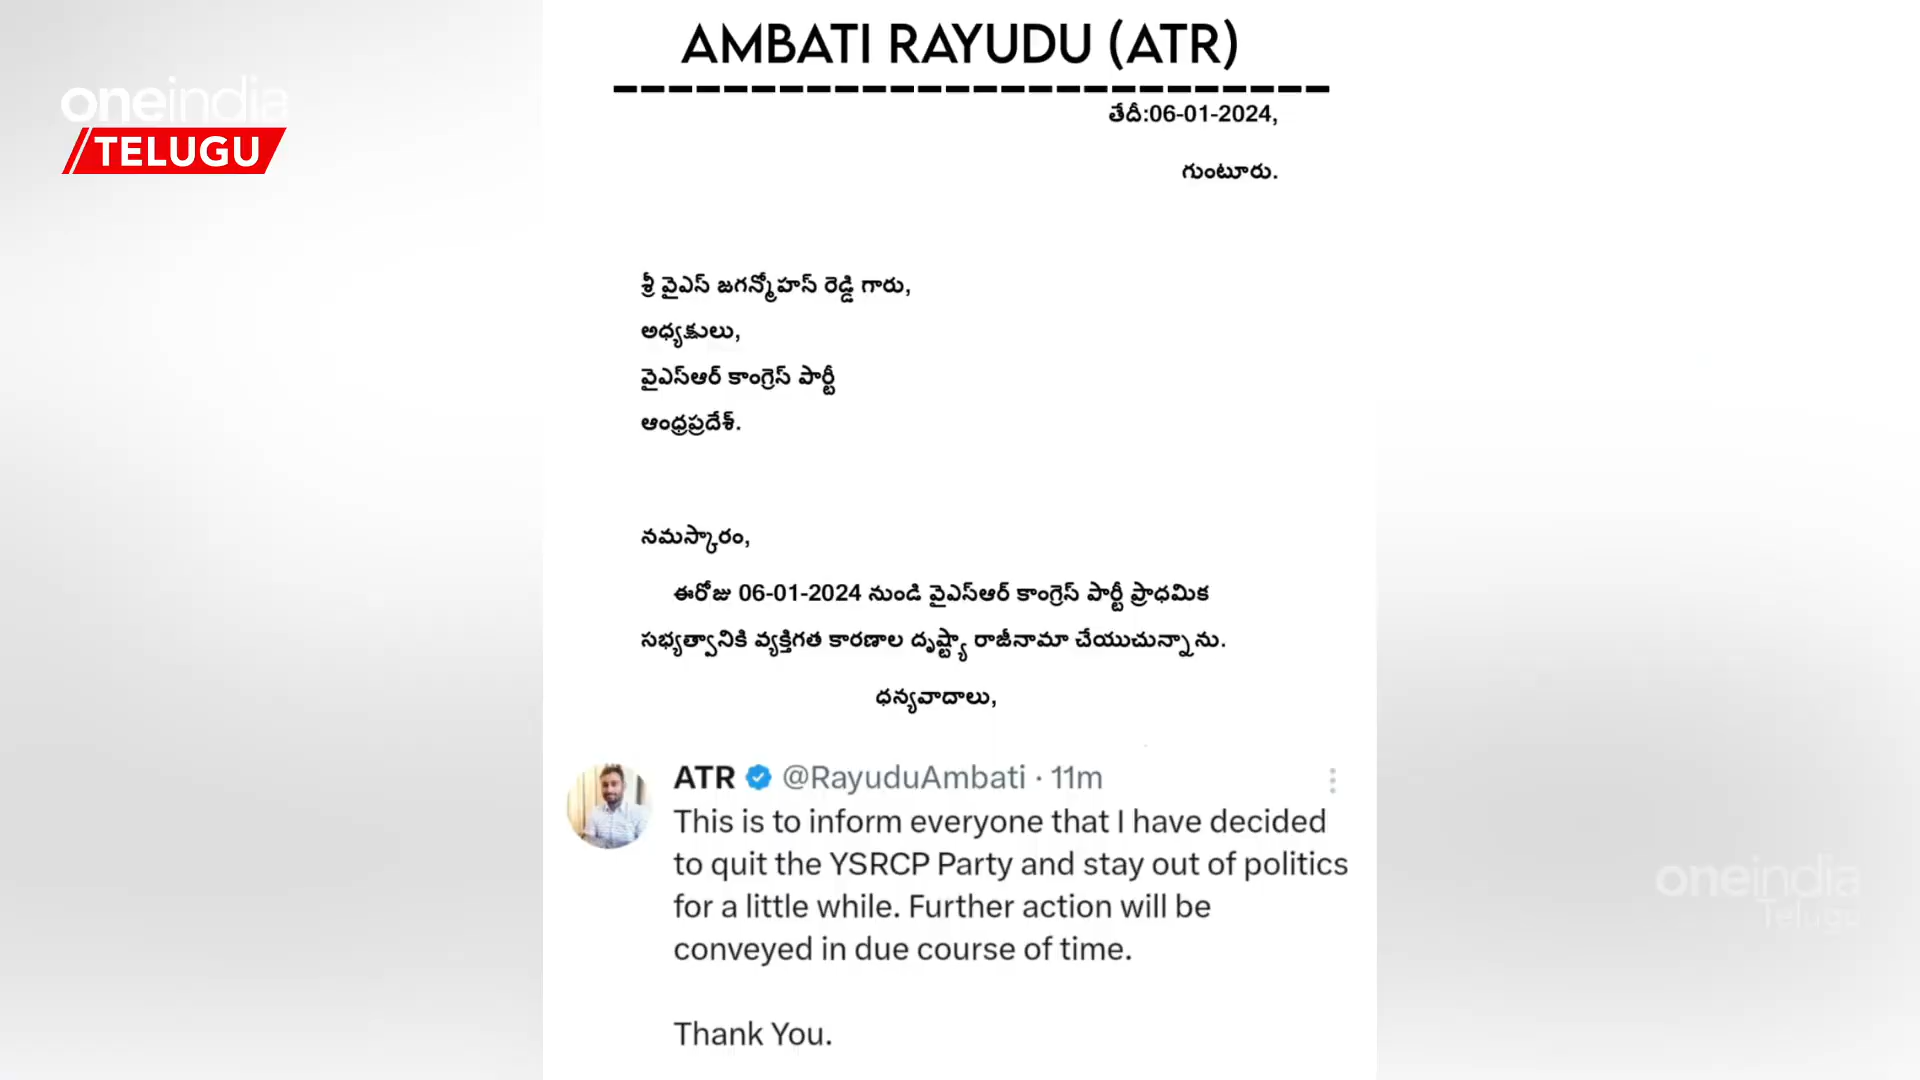 AMBATI RAYUDU (ATR)
oneindia
TELUGU
తేదీ:06-01-2024,
గుంటూరు.
శ్రీ వైఎస్ జగన్మోహస్ రెడ్డి గారు,
అధ్యక్షులు,
వైఎస్ఆర్ కాంగ్రెస్ పార్టీ
ఆంధ్రప్రదేశ్.
నమస్కారం,
ఈరోజు 06-01-2024 నుండి వైఎస్ఆర్ కాంగ్రెస్ పార్టీ ప్రాధమిక
సభ్యత్వానికి వ్యక్తిగత కారణాల దృష్ట్యా రాజీనామా చేయుచున్నాను.
ధన్యవాదాలు,
ATR @RayuduAmbati · 11m
This is to inform everyone that I have decided
to quit the YSRCP Party and stay out of politics
for a little while. Further action will be
conveyed in due course of time.
Thank You.
oneindia
Telugu